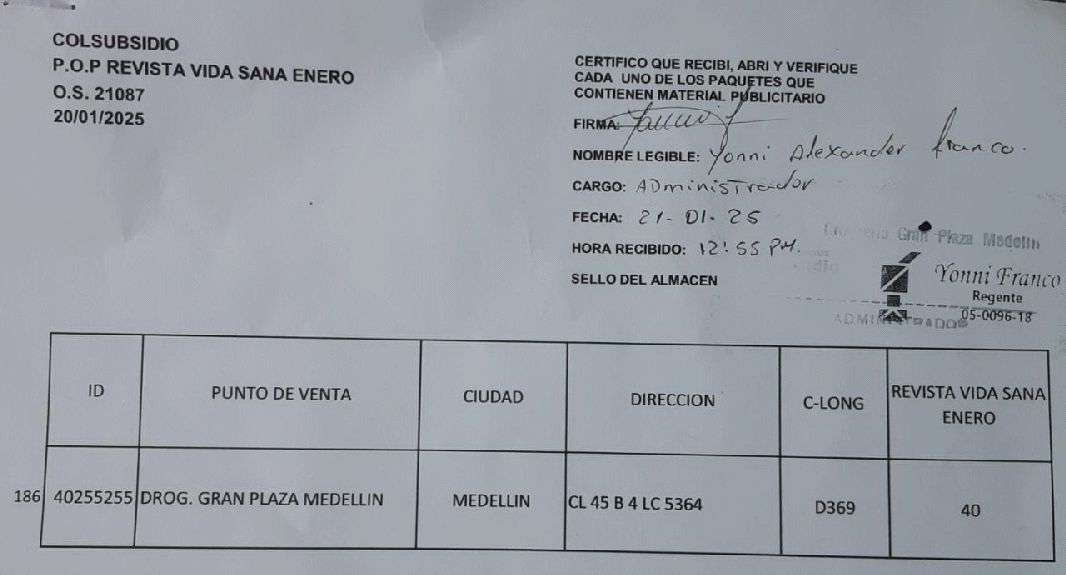 COLSUBSIDIO
P.O.P REVISTA VIDA SANA ENERO
O.S. 21087
20/01/2025
CERTIFICO QUE RECIBI, ABRI Y VERIFIQUE
CADA UNO DE LOS PAQUETES QUE
CONTIENEN MATERIAL PUBLICITARIO
FIRMA:
NOMBRE LEGIBLE: Yonni Alexander franco.
CARGO: ADministrador
FECHA: 21-01-25
HORA RECIBIDO: 12:55 PM.
SELLO DEL ALMACEN
Gran Plaza Medellin
Yonni Franco
Regente
05-0096-18
ADMINISTRADOR
ID PUNTO DE VENTA CIUDAD DIRECCION C-LONG REVISTA VIDA SANA
ENERO
186 40255255 DROG. GRAN PLAZA MEDELLIN MEDELLIN CL 45 B 4 LC 5364 D369 40